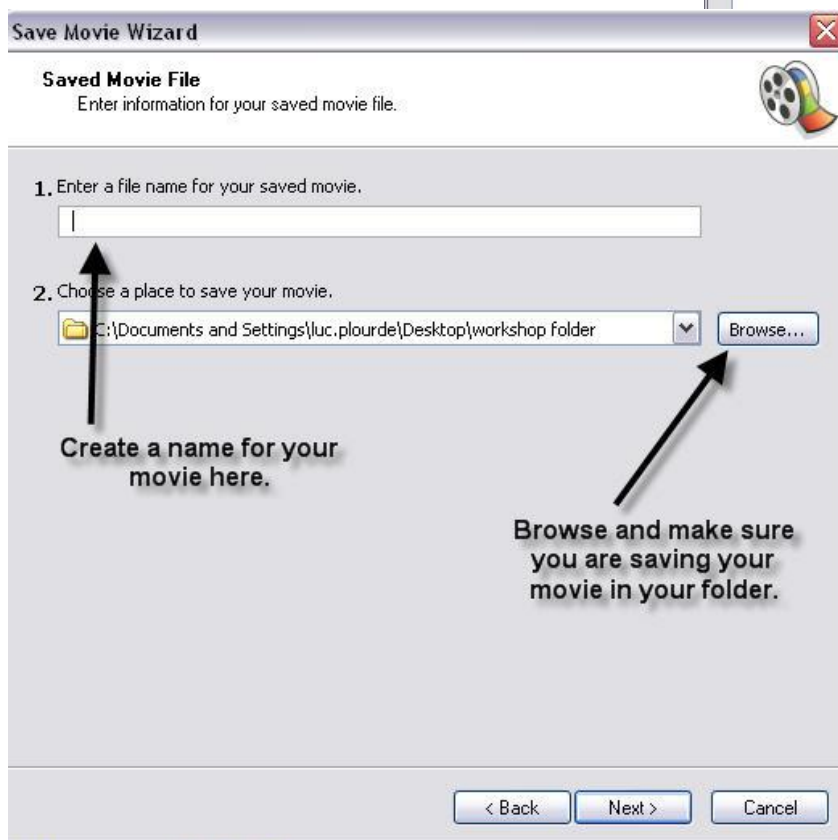 Save Movie Wizard
Saved Movie File
Enter information for your saved movie file.
1. Enter a file name for your saved movie.
2. Choose a place to save your movie.
C:\Documents and Settings\luc.plourde\Desktop\workshop folder
Browse...
Create a name for your
movie here.
Browse and make sure
you are saving your
movie in your folder.
< Back
Next >
Cancel